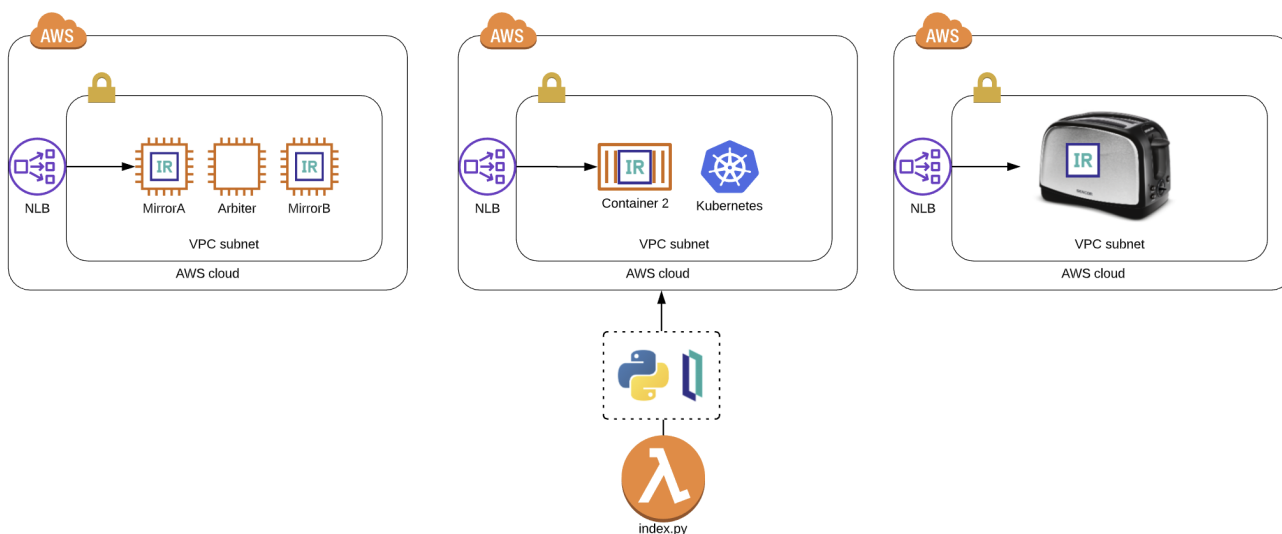 AWS
NLB
IR
MirrorA
Arbiter
IR
MirrorB
VPC subnet
AWS cloud
AWS
NLB
IR
Container 2
Kubernetes
VPC subnet
AWS cloud
AWS
NLB
IR
VPC subnet
AWS cloud
λ
index.py